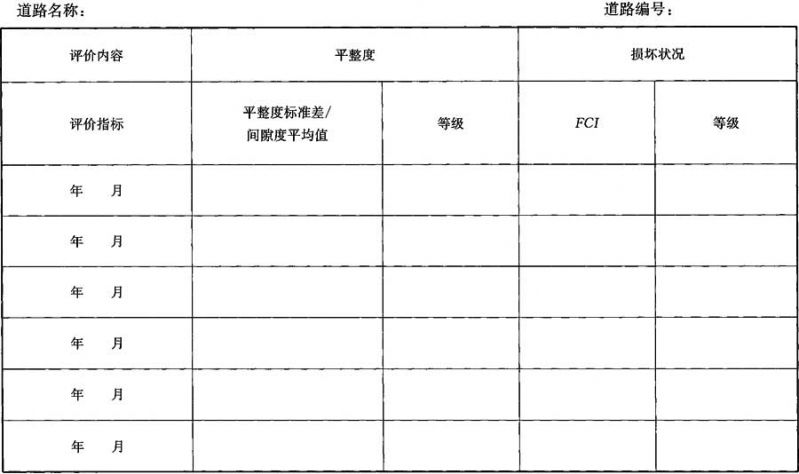 道路名称： 道路编号：
评价内容 平整度 损坏状况
评价指标 平整度标准差/
间隙度平均值 等级 FCI 等级
年 月
年 月
年 月
年 月
年 月
年 月